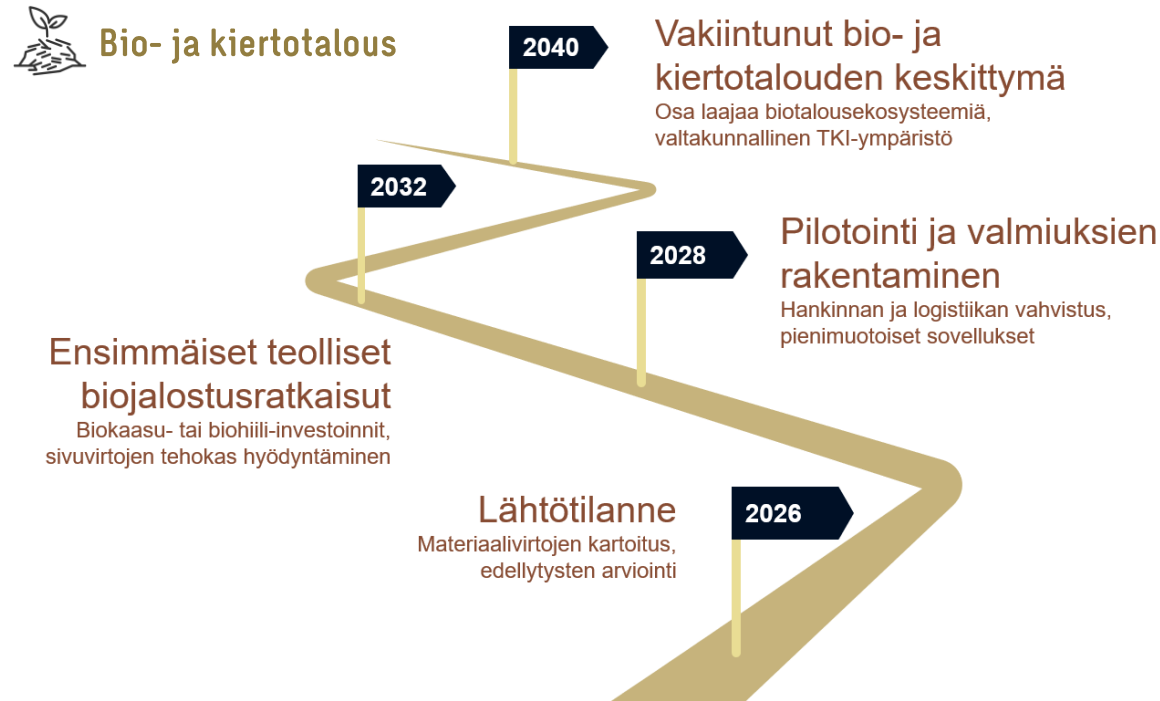 Bio- ja kiertotalous
2040
Vakiintunut bio- ja
kiertotalouden keskittymä
Osa laajaa biotalousekosysteemiä,
valtakunnallinen TKI-ympäristö
2032
Ensimmäiset teolliset
biojalostusratkaisut
Biokaasu- tai biohiili-investoinnit,
sivuvirtojen tehokas hyödyntäminen
2028
Pilotointi ja valmiuksien
rakentaminen
Hankinnan ja logistiikan vahvistus,
pienimuotoiset sovellukset
2026
Lähtötilanne
Materiaalivirtojen kartoitus,
edellytysten arviointi